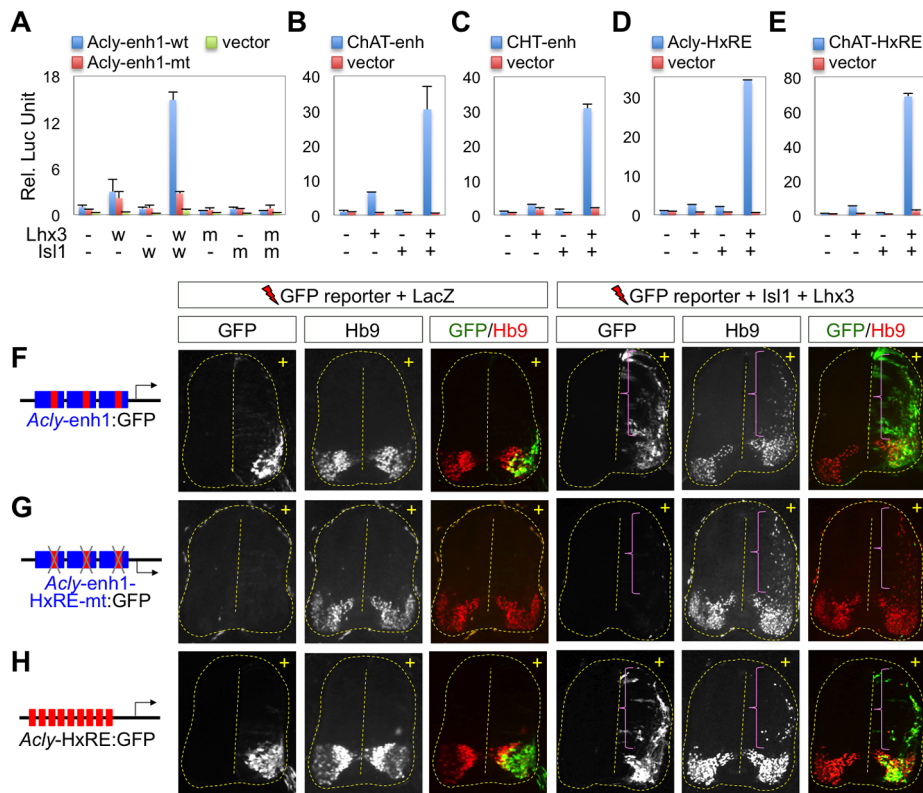 A
Acly-enh1-wt
vector
Acly-enh1-mt
Rel. Luc Unit
18
12
6
0
Lhx3 - w - w m - m
Isl1 - - w w - m m
B
ChAT-enh
vector
40
30
20
10
0
- + - +
- - + +
C
CHT-enh
vector
40
30
20
10
0
- + - +
- - + +
D
Acly-HxRE
vector
30
20
10
0
- + - +
- - + +
E
ChAT-HxRE
vector
80
60
40
20
0
- + - +
- - + +
GFP reporter + LacZ
GFP reporter + Isl1 + Lhx3
GFP
Hb9
GFP/Hb9
GFP
Hb9
GFP/Hb9
F
Acly-enh1:GFP
+ + + + + +
G
Acly-enh1-
HxRE-mt:GFP
+ + + + + +
H
Acly-HxRE:GFP
+ + + + + +